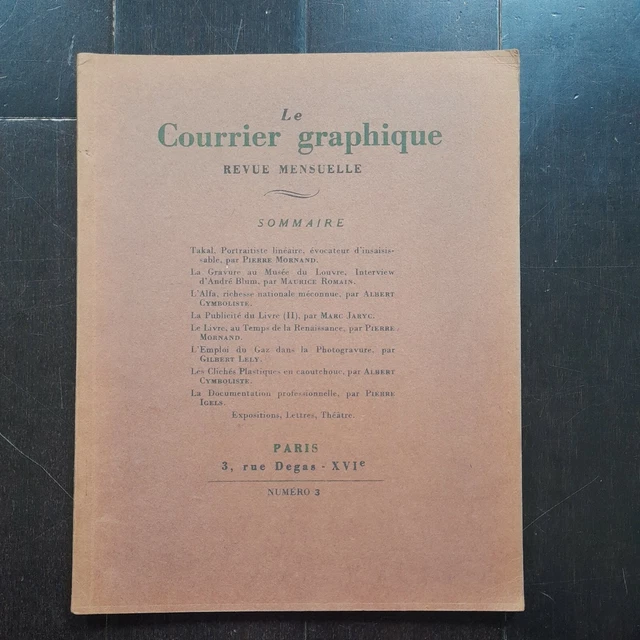 Le
Courrier graphique
REVUE MENSUELLE
SOMMAIRE
Takal, Portraitiste linéaire, évocateur d'insaisis-
sable, par PIERRE MORNAND.
La Gravure au Musée du Louvre, Interview
d'André Blum, par MAURICE ROMAIN.
L'Alfa, richesse nationale méconnue, par ALBERT
CYMBOLISTE.
La Publicité du Livre (II), par MARC JARYC.
Le Livre, au Temps de la Renaissance, par PIERRE
MORNAND.
L'Emploi du Gaz dans la Photogravure, par
GILBERT LELY.
Les Clichés Plastiques en caoutchouc, par ALBERT
CYMBOLISTE.
La Documentation professionnelle, par PIERRE
IGELS.
Expositions, Lettres, Théâtre.
PARIS
3, rue Degas - XVIe
NUMÉRO 3